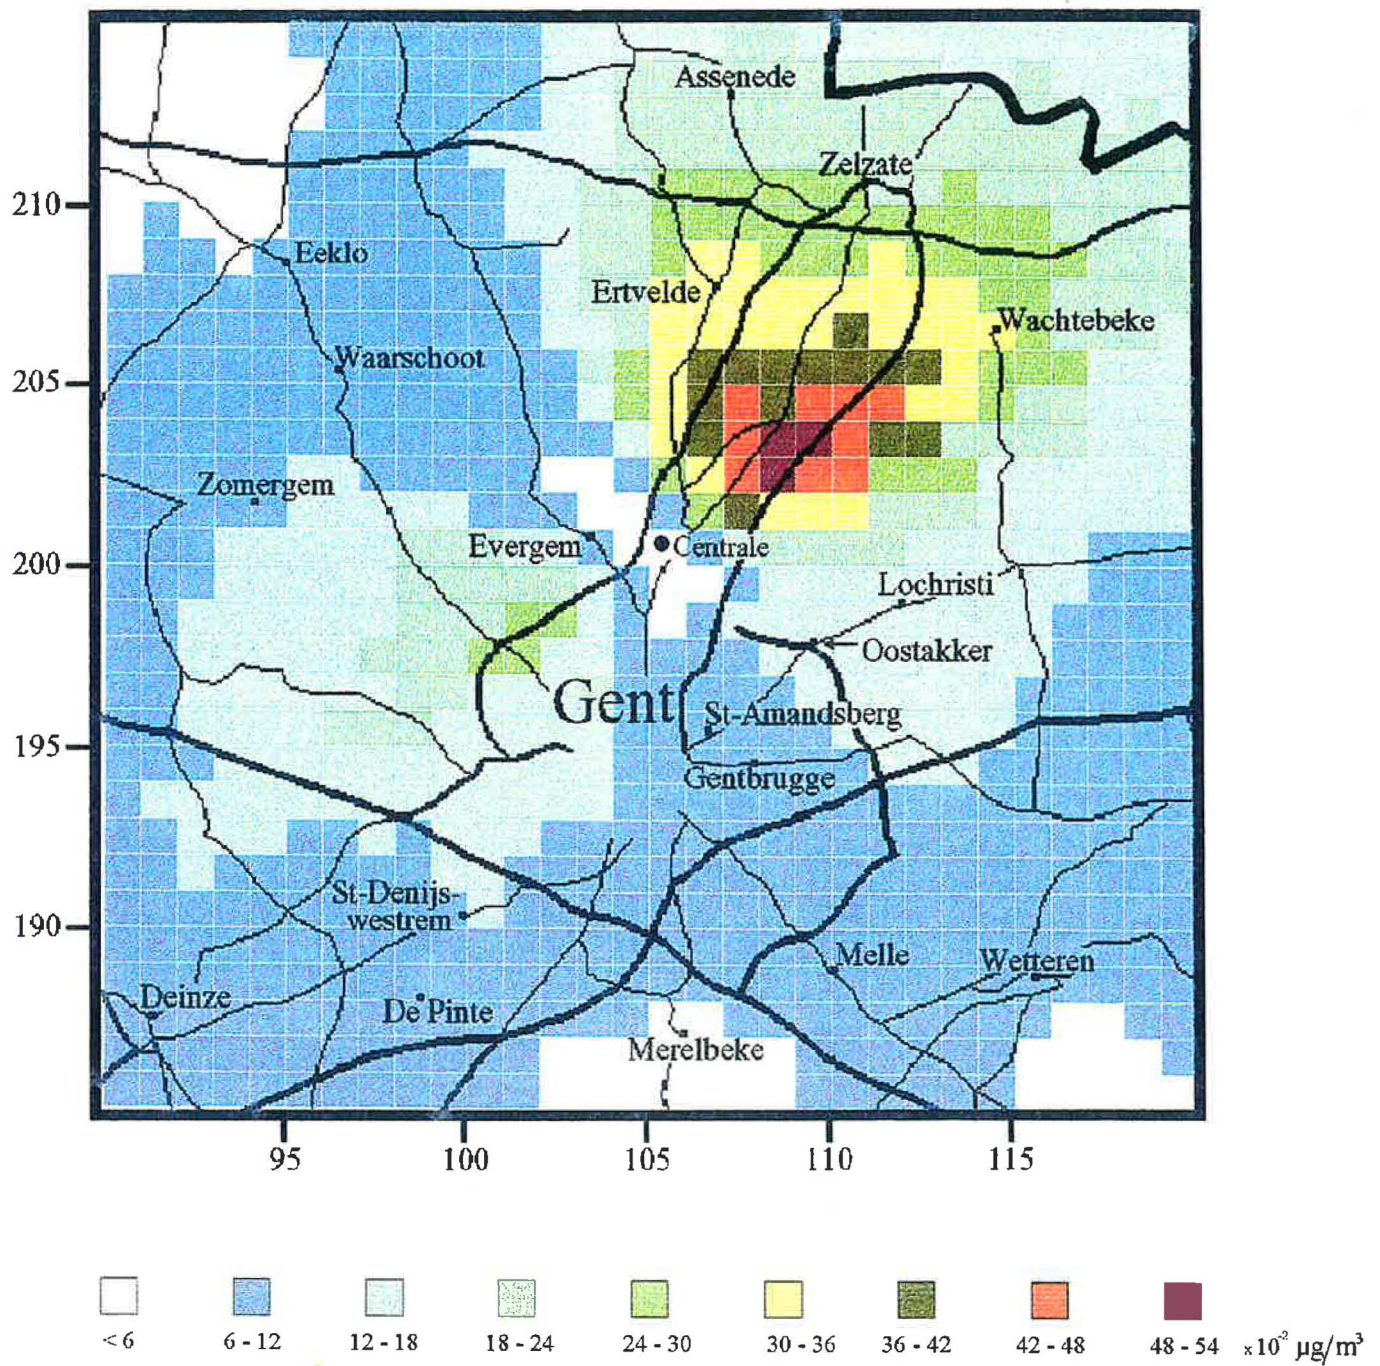 Assenede
Zelzate
210
Eeklo
Ertvelde
Wachtebeke
Waarschoot
205
Zomergem
Evergem
Centrale
200
Lochristi
Oostakker
Gent
St-Amandsberg
195
Gentbrugge
St-Denijs-
westrem
190
Melle
Wetteren
Deinze
De Pinte
Merelbeke
95 100 105 110 115
< 6 6 - 12 12 - 18 18 - 24 24 - 30 30 - 36 36 - 42 42 - 48 48 - 54 x 10⁻² µg/m³